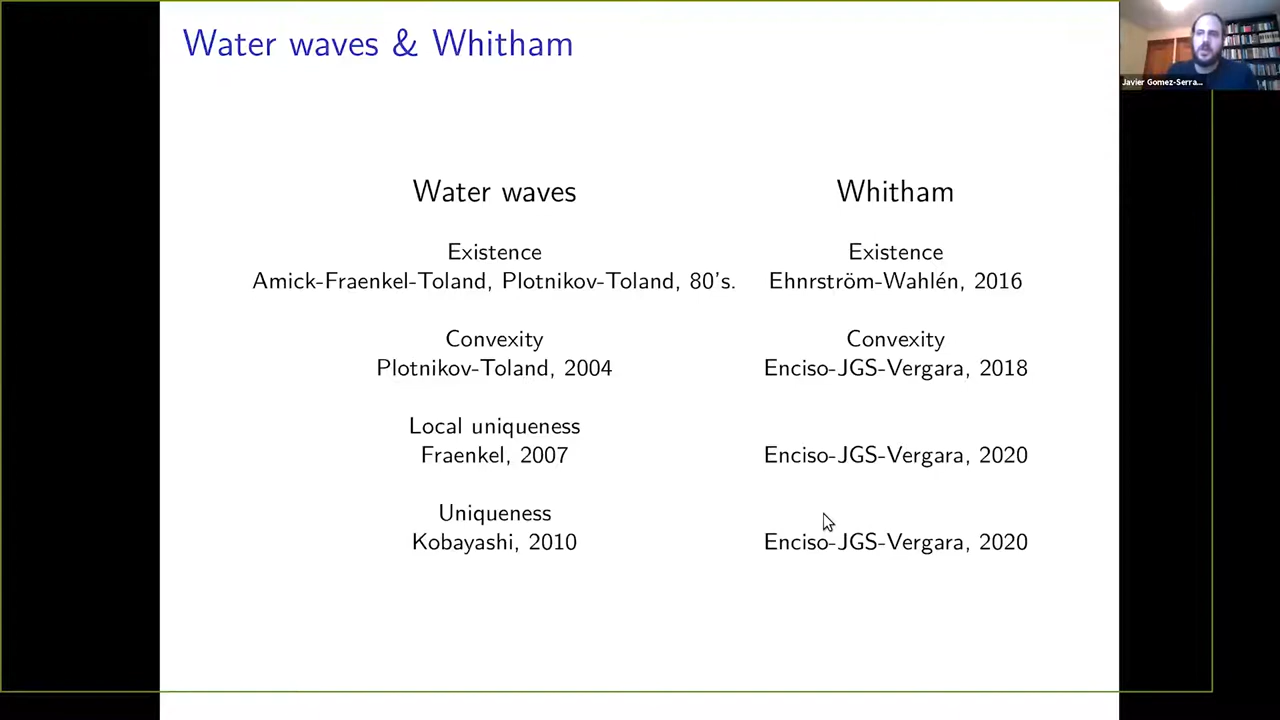 Water waves & Whitham
Javier Gomez-Serra...
Water waves
Whitham
Existence
Amick-Fraenkel-Toland, Plotnikov-Toland, 80's.
Existence
Ehnrström-Wahlén, 2016
Convexity
Plotnikov-Toland, 2004
Convexity
Enciso-JGS-Vergara, 2018
Local uniqueness
Fraenkel, 2007
Enciso-JGS-Vergara, 2020
Uniqueness
Kobayashi, 2010
Enciso-JGS-Vergara, 2020